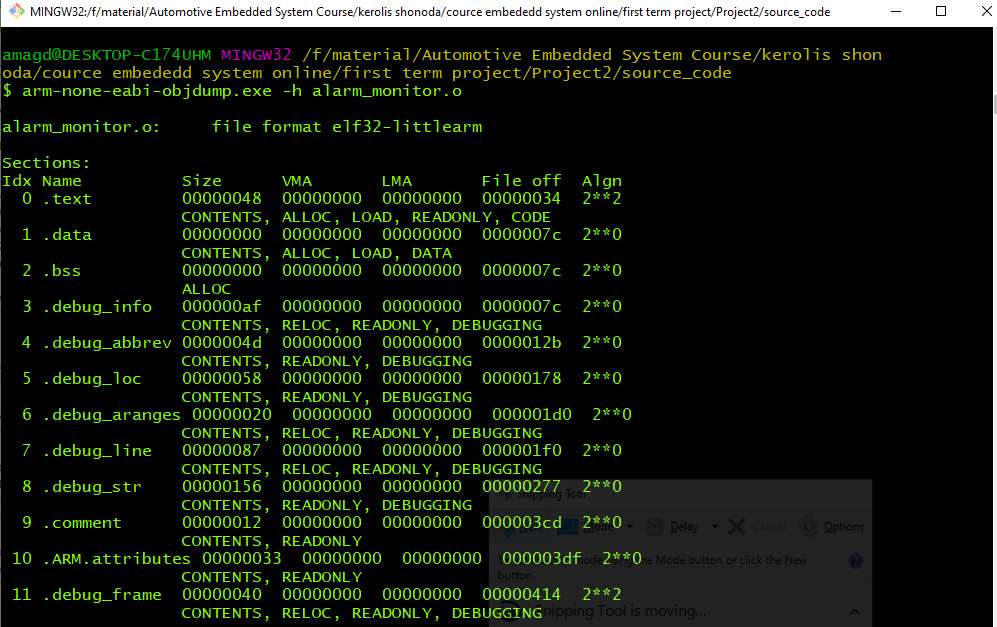 MINGW32:/f/material/Automotive Embedded System Course/kerolis shonoda/cource embededd system online/first term project/Project2/source_code
amagd@DESKTOP-C174UHM MINGW32 /f/material/Automotive Embedded System Course/kerolis shon
oda/cource embededd system online/first term project/Project2/source_code
$ arm-none-eabi-objdump.exe -h alarm_monitor.o
alarm_monitor.o:     file format elf32-littlearm
Sections:
Idx Name          Size      VMA       LMA       File off  Algn
  0 .text         00000048  00000000  00000000  00000034  2**2
                  CONTENTS, ALLOC, LOAD, READONLY, CODE
  1 .data         00000000  00000000  00000000  0000007c  2**0
                  CONTENTS, ALLOC, LOAD, DATA
  2 .bss          00000000  00000000  00000000  0000007c  2**0
                  ALLOC
  3 .debug_info   000000af  00000000  00000000  0000007c  2**0
                  CONTENTS, RELOC, READONLY, DEBUGGING
  4 .debug_abbrev 0000004d  00000000  00000000  0000012b  2**0
                  CONTENTS, READONLY, DEBUGGING
  5 .debug_loc    00000058  00000000  00000000  00000178  2**0
                  CONTENTS, READONLY, DEBUGGING
  6 .debug_aranges 00000020  00000000  00000000  000001d0  2**0
                  CONTENTS, RELOC, READONLY, DEBUGGING
  7 .debug_line   00000087  00000000  00000000  000001f0  2**0
                  CONTENTS, RELOC, READONLY, DEBUGGING
  8 .debug_str    00000156  00000000  00000000  00000277  2**0
                  CONTENTS, READONLY, DEBUGGING
  9 .comment      00000012  00000000  00000000  000003cd  2**0
                  CONTENTS, READONLY
 10 .ARM.attributes 00000033  00000000  00000000  000003df  2**0
                  CONTENTS, READONLY
 11 .debug_frame  00000040  00000000  00000000  00000414  2**2
                  CONTENTS, RELOC, READONLY, DEBUGGING
Snipping Tool
Mode Delay Cancel Options
using the Mode button or click the New
button.
Snipping Tool is moving...